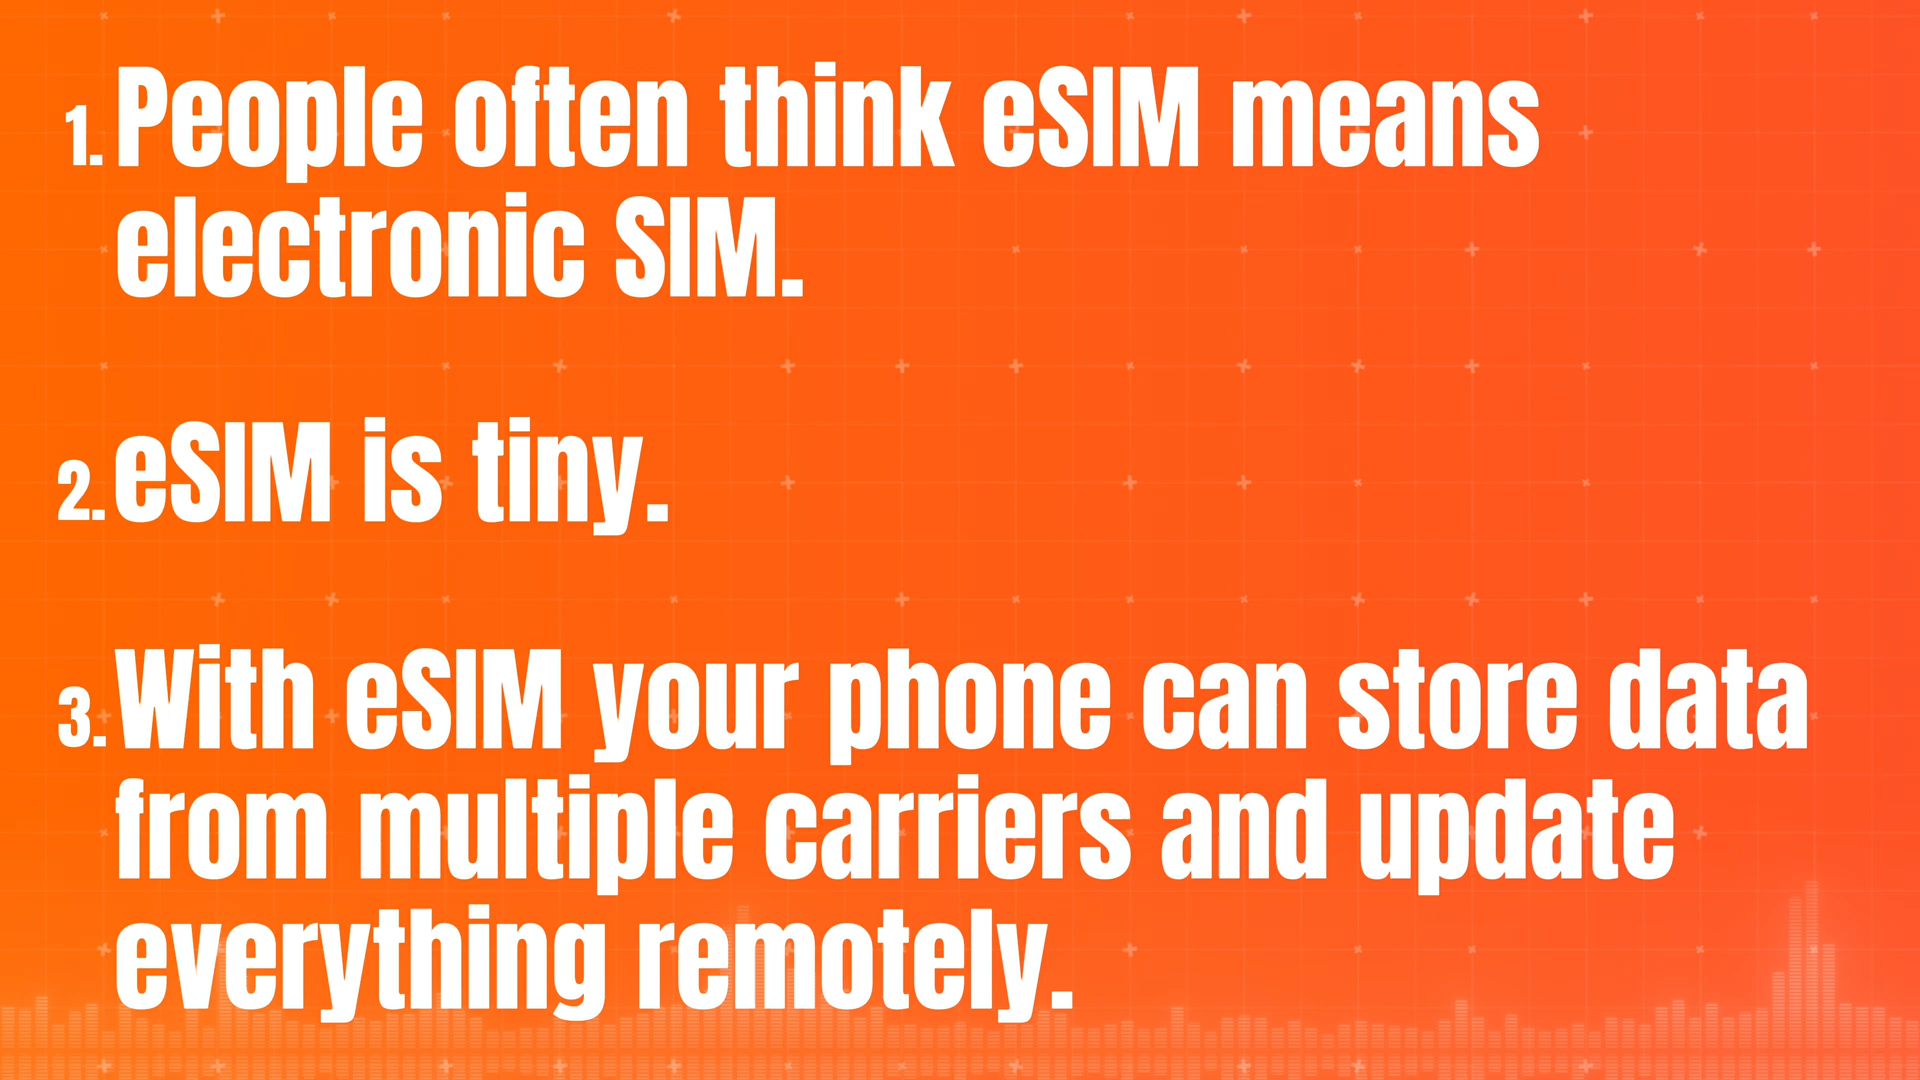 1. People often think eSIM means
electronic SIM.
2. eSIM is tiny.
3. With eSIM your phone can store data
from multiple carriers and update
everything remotely.